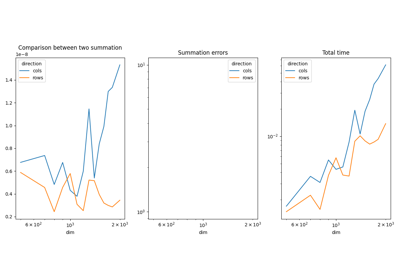 Comparison between two summation
1e-8
direction
cols
rows
1.4
1.2
1.0
0.8
0.6
0.4
0.2
6 × 10²
10³
2 × 10³
dim
Summation errors
direction
cols
rows
10¹
10⁰
6 × 10²
10³
2 × 10³
dim
Total time
direction
cols
rows
10⁻²
6 × 10²
10³
2 × 10³
dim